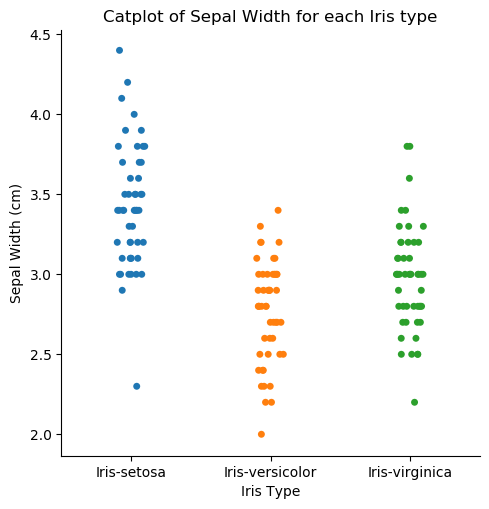 Catplot of Sepal Width for each Iris type
4.5
4.0
3.5
3.0
2.5
2.0
Sepal Width (cm)
Iris-setosa Iris-versicolor Iris-virginica
Iris Type